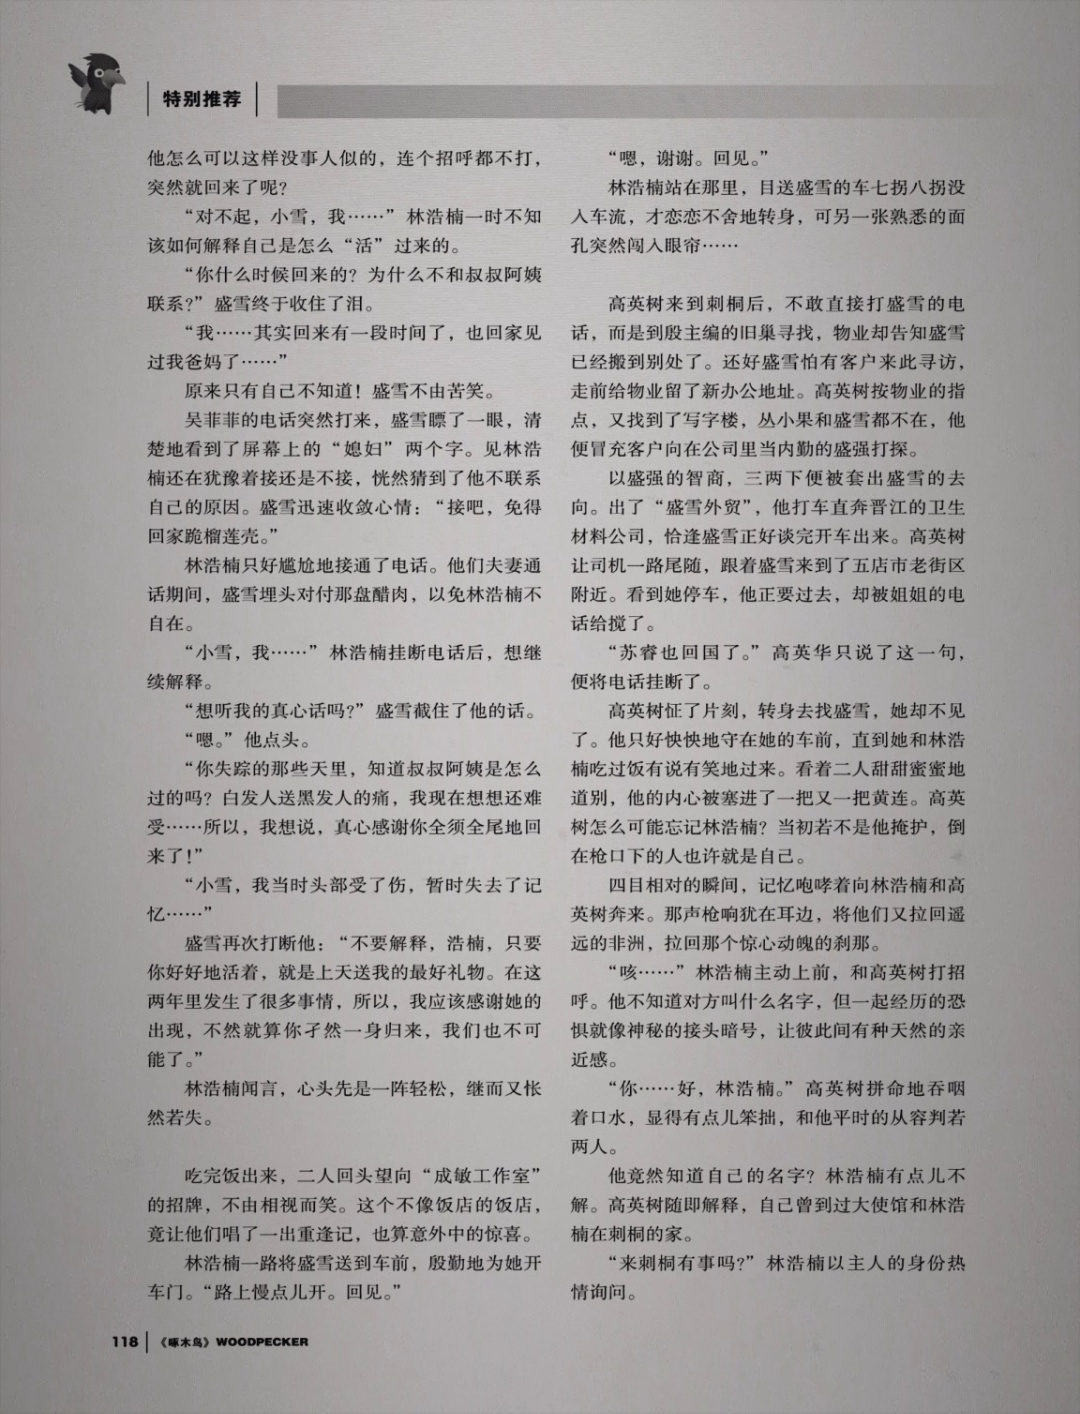 特别推荐
他怎么可以这样没事人似的，连个招呼都不打，
突然就回来了呢？
“对不起，小雪，我……”林浩楠一时不知
该如何解释自己是怎么“活”过来的。
“你什么时候回来的？为什么不和叔叔阿姨
联系？”盛雪终于收住了泪。
“我……其实回来有一段时间了，也回家见
过我爸妈了……”
原来只有自己不知道！盛雪不由苦笑。
吴菲菲的电话突然打来，盛雪瞟了一眼，清
楚地看到了屏幕上的“媳妇”两个字。见林浩
楠还在犹豫着接还是不接，恍然猜到了他不联系
自己的原因。盛雪迅速收敛心情：“接吧，免得
回家跪榴莲壳。”
林浩楠只好尴尬地接通了电话。他们夫妻通
话期间，盛雪埋头对付那盘醋肉，以免林浩楠不
自在。
“小雪，我……”林浩楠挂断电话后，想继
续解释。
“想听我的真心话吗？”盛雪截住了他的话。
“嗯。”他点头。
“你失踪的那些天里，知道叔叔阿姨是怎么
过的吗？白发人送黑发人的痛，我现在想想还难
受……所以，我想说，真心感谢你全须全尾地回
来了！”
“小雪，我当时头部受了伤，暂时失去了记
忆……”
盛雪再次打断他：“不要解释，浩楠，只要
你好好地活着，就是上天送我的最好礼物。在这
两年里发生了很多事情，所以，我应该感谢她的
出现，不然就算你孑然一身归来，我们也不可
能了。”
林浩楠闻言，心头先是一阵轻松，继而又怅
然若失。
吃完饭出来，二人回头望向“成敏工作室”
的招牌，不由相视而笑。这个不像饭店的饭店，
竟让他们唱了一出重逢记，也算意外中的惊喜。
林浩楠一路将盛雪送到车前，殷勤地为她开
车门。“路上慢点儿开。回见。”
“嗯，谢谢。回见。”
林浩楠站在那里，目送盛雪的车七拐八拐没
入车流，才恋恋不舍地转身，可另一张熟悉的面
孔突然闯入眼帘……
高英树来到刺桐后，不敢直接打盛雪的电
话，而是到殷主编的旧巢寻找，物业却告知盛雪
已经搬到别处了。还好盛雪怕有客户来此寻访，
走前给物业留了新办公地址。高英树按物业的指
点，又找到了写字楼，丛小果和盛雪都不在，他
便冒充客户向在公司里当内勤的盛强打探。
以盛强的智商，三两下便被套出盛雪的去
向。出了“盛雪外贸”，他打车直奔晋江的卫生
材料公司，恰逢盛雪正好谈完开车出来。高英树
让司机一路尾随，跟着盛雪来到了五店市老街区
附近。看到她停车，他正要过去，却被姐姐的电
话给搅了。
“苏睿也回国了。”高英华只说了这一句，
便将电话挂断了。
高英树怔了片刻，转身去找盛雪，她却不见
了。他只好怏怏地守在她的车前，直到她和林浩
楠吃过饭有说有笑地过来。看着二人甜甜蜜蜜地
道别，他的内心被塞进了一把又一把黄连。高英
树怎么可能忘记林浩楠？当初若不是他掩护，倒
在枪口下的人也许就是自己。
四目相对的瞬间，记忆咆哮着向林浩楠和高
英树奔来。那声枪响犹在耳边，将他们又拉回遥
远的非洲，拉回那个惊心动魄的刹那。
“咳……”林浩楠主动上前，和高英树打招
呼。他不知道对方叫什么名字，但一起经历的恐
惧就像神秘的接头暗号，让彼此间有种天然的亲
近感。
“你……好，林浩楠。”高英树拼命地吞咽
着口水，显得有点儿笨拙，和他平时的从容判若
两人。
他竟然知道自己的名字？林浩楠有点儿不
解。高英树随即解释，自己曾到过大使馆和林浩
楠在刺桐的家。
“来刺桐有事吗？”林浩楠以主人的身份热
情询问。
118 《啄木鸟》WOODPECKER